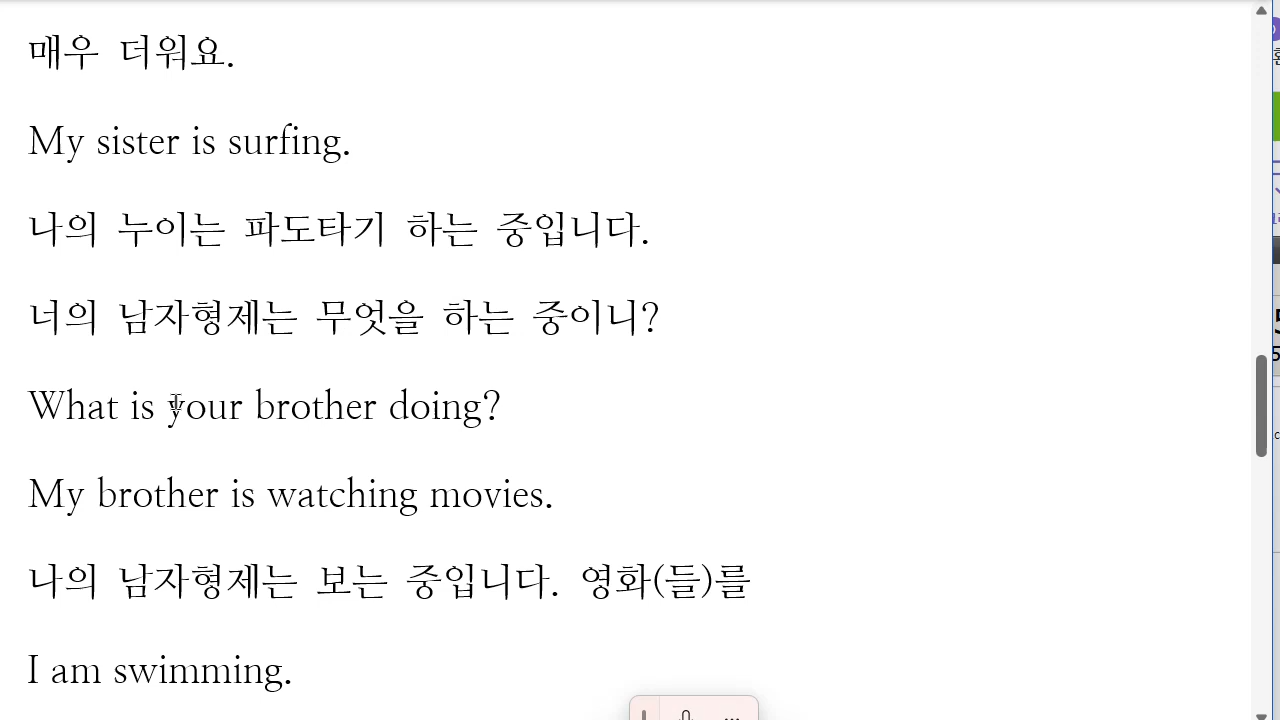 매우 더워요.
My sister is surfing.
나의 누이는 파도타기 하는 중입니다.
너의 남자형제는 무엇을 하는 중이니?
What is your brother doing?
My brother is watching movies.
나의 남자형제는 보는 중입니다. 영화(들)를
I am swimming.